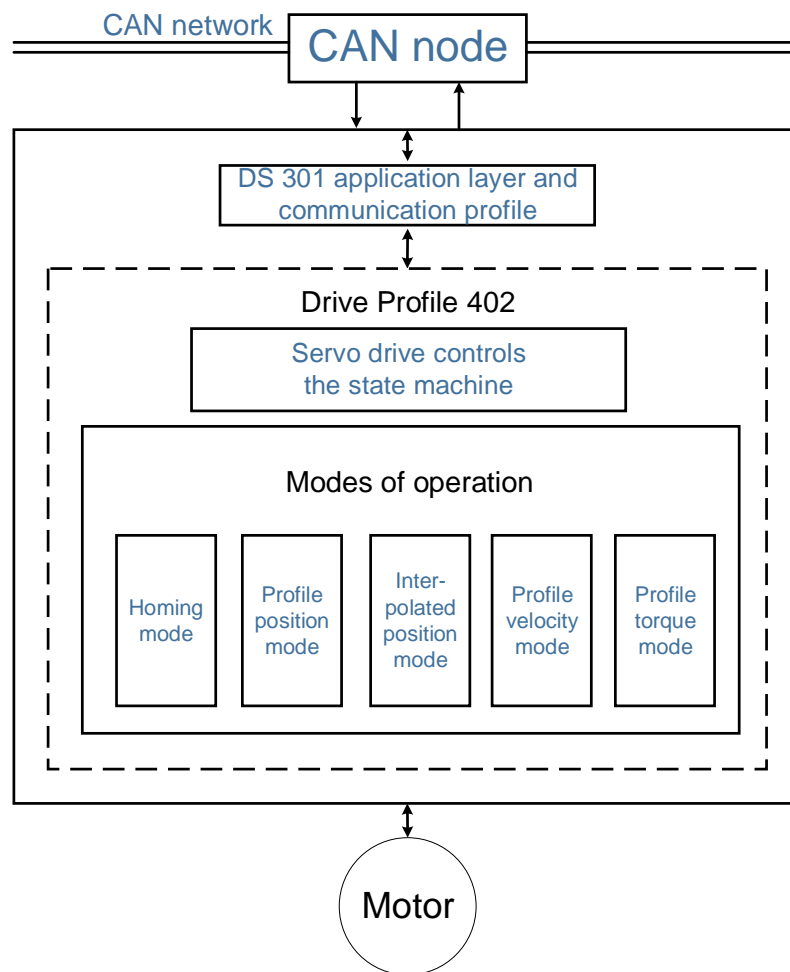 CAN network
CAN node
DS 301 application layer and
communication profile
Drive Profile 402
Servo drive controls
the state machine
Modes of operation
Homing
mode
Profile
position
mode
Inter-
polated
position
mode
Profile
velocity
mode
Profile
torque
mode
Motor